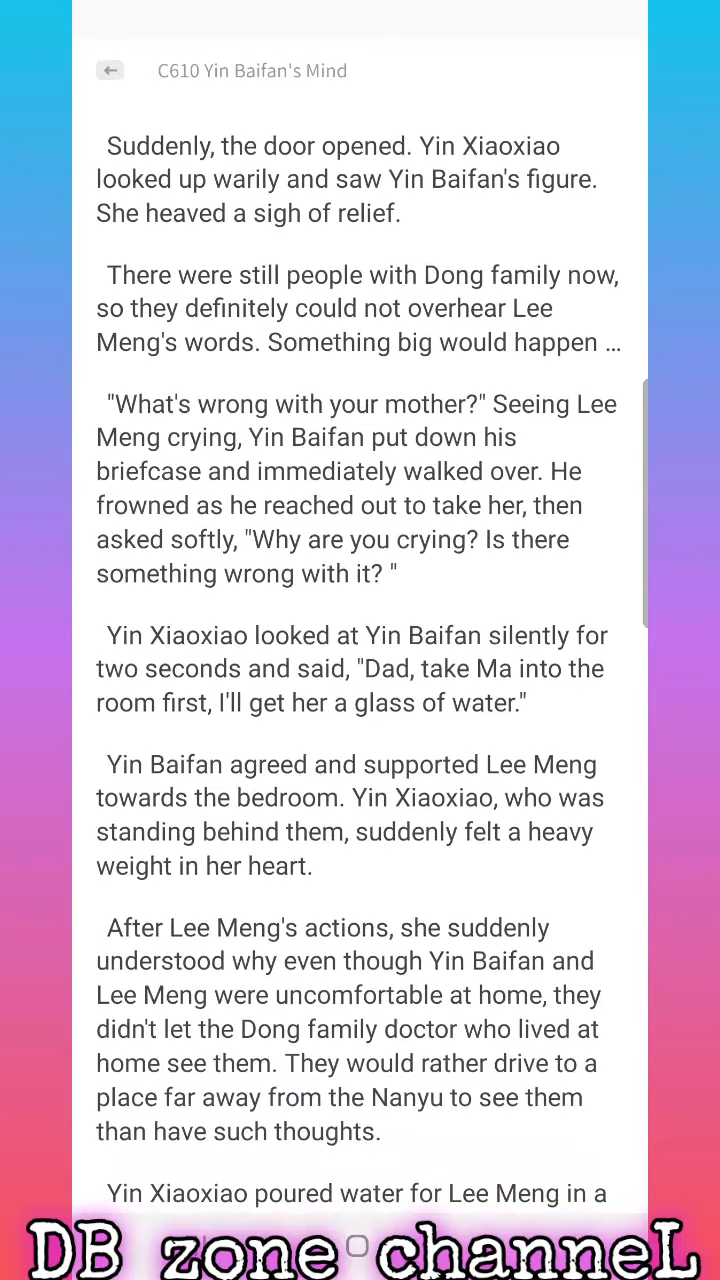 C610 Yin Baifan's Mind
Suddenly, the door opened. Yin Xiaoxiao
looked up warily and saw Yin Baifan's figure.
She heaved a sigh of relief.
There were still people with Dong family now,
so they definitely could not overhear Lee
Meng's words. Something big would happen ...
"What's wrong with your mother?" Seeing Lee
Meng crying, Yin Baifan put down his
briefcase and immediately walked over. He
frowned as he reached out to take her, then
asked softly, "Why are you crying? Is there
something wrong with it? "
Yin Xiaoxiao looked at Yin Baifan silently for
two seconds and said, "Dad, take Ma into the
room first, I'll get her a glass of water."
Yin Baifan agreed and supported Lee Meng
towards the bedroom. Yin Xiaoxiao, who was
standing behind them, suddenly felt a heavy
weight in her heart.
After Lee Meng's actions, she suddenly
understood why even though Yin Baifan and
Lee Meng were uncomfortable at home, they
didn't let the Dong family doctor who lived at
home see them. They would rather drive to a
place far away from the Nanyu to see them
than have such thoughts.
Yin Xiaoxiao poured water for Lee Meng in a
DB zone channeL